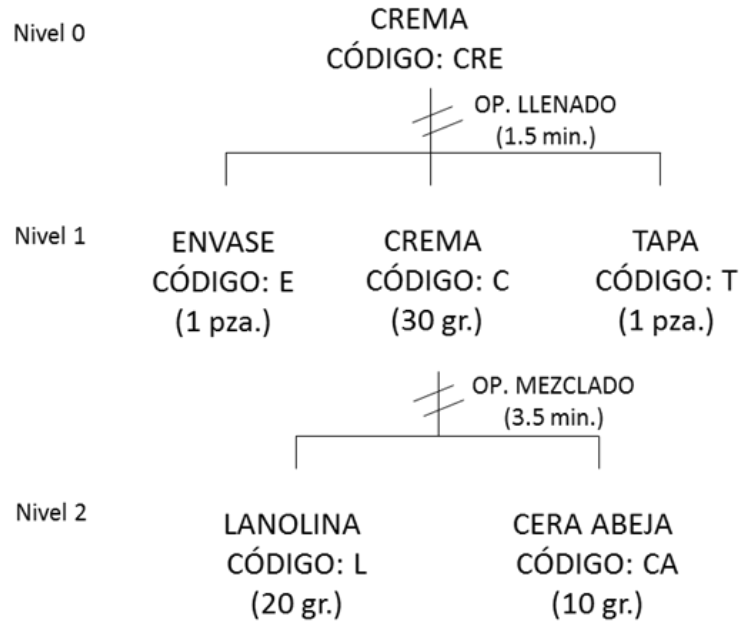 Nivel 0
CREMA
CÓDIGO: CRE
OP. LLENADO
(1.5 min.)
Nivel 1
ENVASE
CÓDIGO: E
(1 pza.)
CREMA
CÓDIGO: C
(30 gr.)
TAPA
CÓDIGO: T
(1 pza.)
OP. MEZCLADO
(3.5 min.)
Nivel 2
LANOLINA
CÓDIGO: L
(20 gr.)
CERA ABEJA
CÓDIGO: CA
(10 gr.)